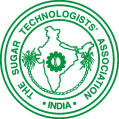 THE SUGAR TECHNOLOGISTS' ASSOCIATION
• INDIA •